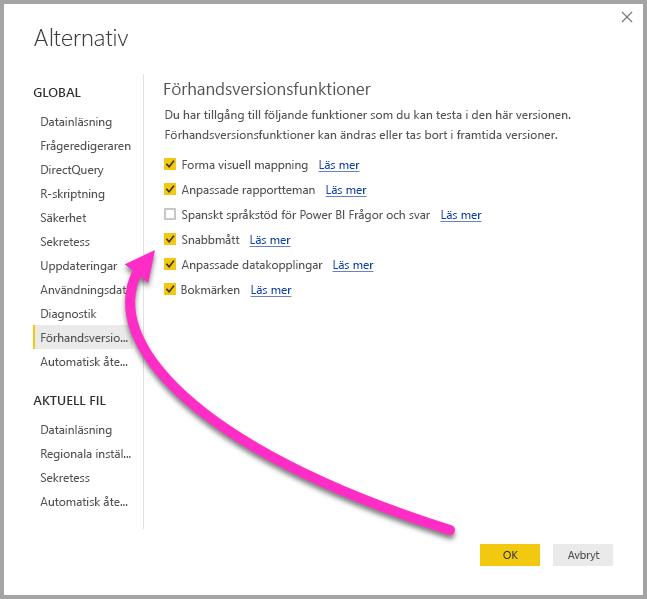 Alternativ
GLOBAL
Datainläsning
Frågeredigeraren
DirectQuery
R-skriptning
Säkerhet
Sekretess
Uppdateringar
Användningsdat
Diagnostik
Förhandsversio...
Automatisk åte...
AKTUELL FIL
Datainläsning
Regionala instäl...
Sekretess
Automatisk åte...
Förhandsversionsfunktioner
Du har tillgång till följande funktioner som du kan testa i den här versionen.
Förhandsversionsfunktioner kan ändras eller tas bort i framtida versioner.
Forma visuell mappning Läs mer
Anpassade rapportteman Läs mer
Spanskt språkstöd för Power BI Frågor och svar Läs mer
Snabbmått Läs mer
Anpassade datakopplingar Läs mer
Bokmärken Läs mer
OK Avbryt